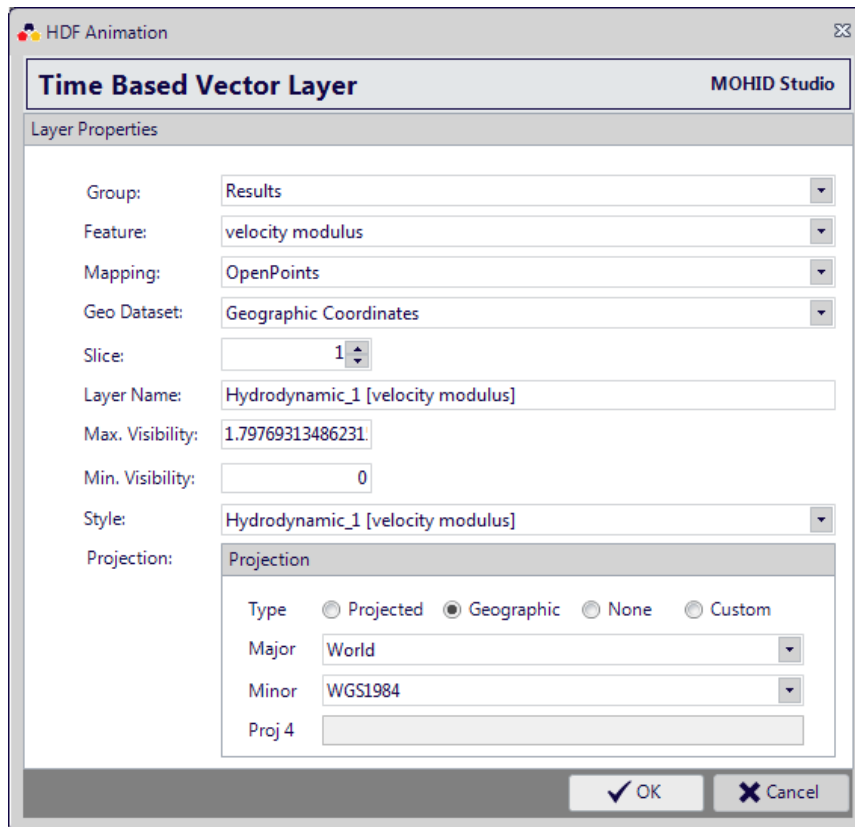 HDF Animation
Time Based Vector Layer MOHID Studio
Layer Properties
Group: Results
Feature: velocity modulus
Mapping: OpenPoints
Geo Dataset: Geographic Coordinates
Slice: 1
Layer Name: Hydrodynamic_1 [velocity modulus]
Max. Visibility: 1.79769313486231
Min. Visibility: 0
Style: Hydrodynamic_1 [velocity modulus]
Projection: Projection
Type Projected Geographic None Custom
Major World
Minor WGS1984
Proj 4
OK Cancel